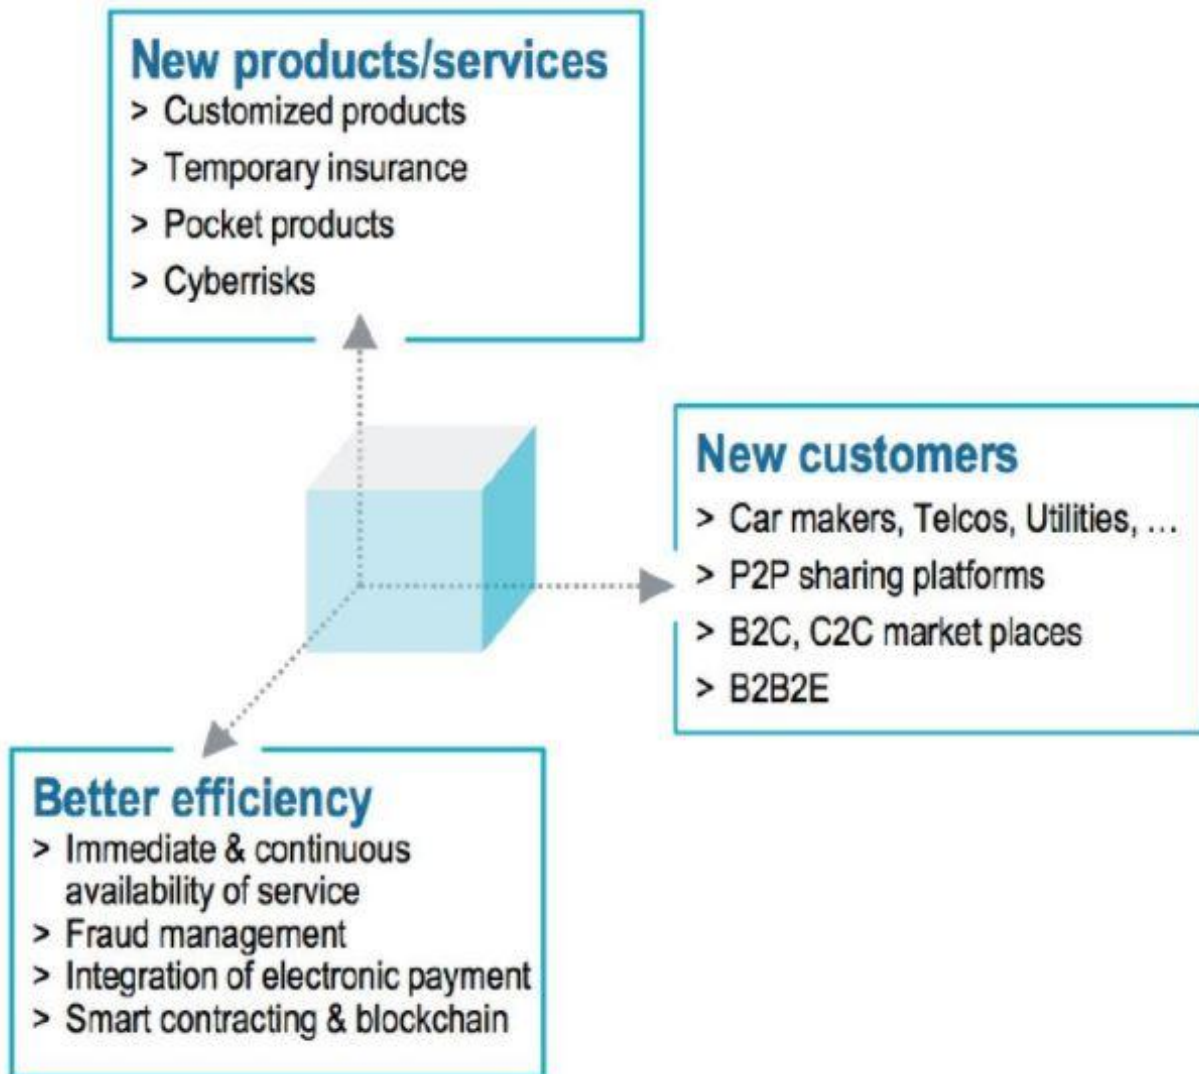 New products/services
> Customized products
> Temporary insurance
> Pocket products
> Cyberrisks
New customers
> Car makers, Telcos, Utilities, ...
> P2P sharing platforms
> B2C, C2C market places
> B2B2E
Better efficiency
> Immediate & continuous
availability of service
> Fraud management
> Integration of electronic payment
> Smart contracting & blockchain